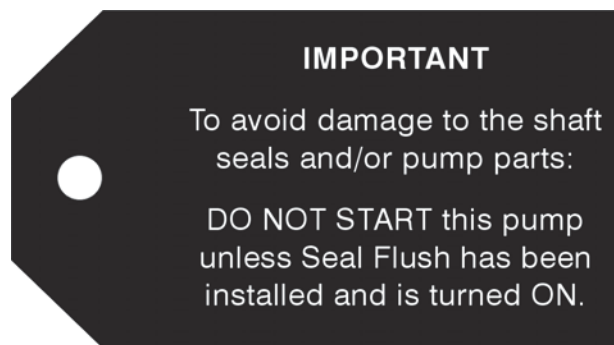 IMPORTANT
To avoid damage to the shaft
seals and/or pump parts:
DO NOT START this pump
unless Seal Flush has been
installed and is turned ON.